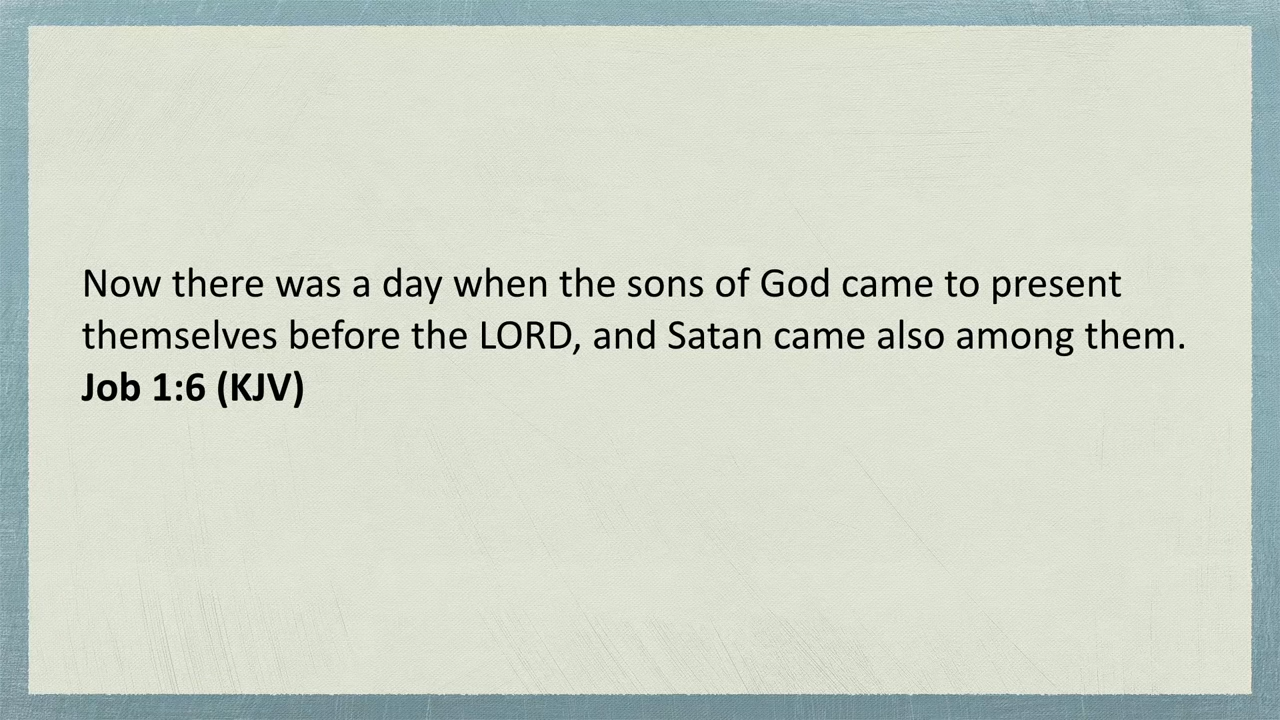 Now there was a day when the sons of God came to present
themselves before the LORD, and Satan came also among them.
Job 1:6 (KJV)